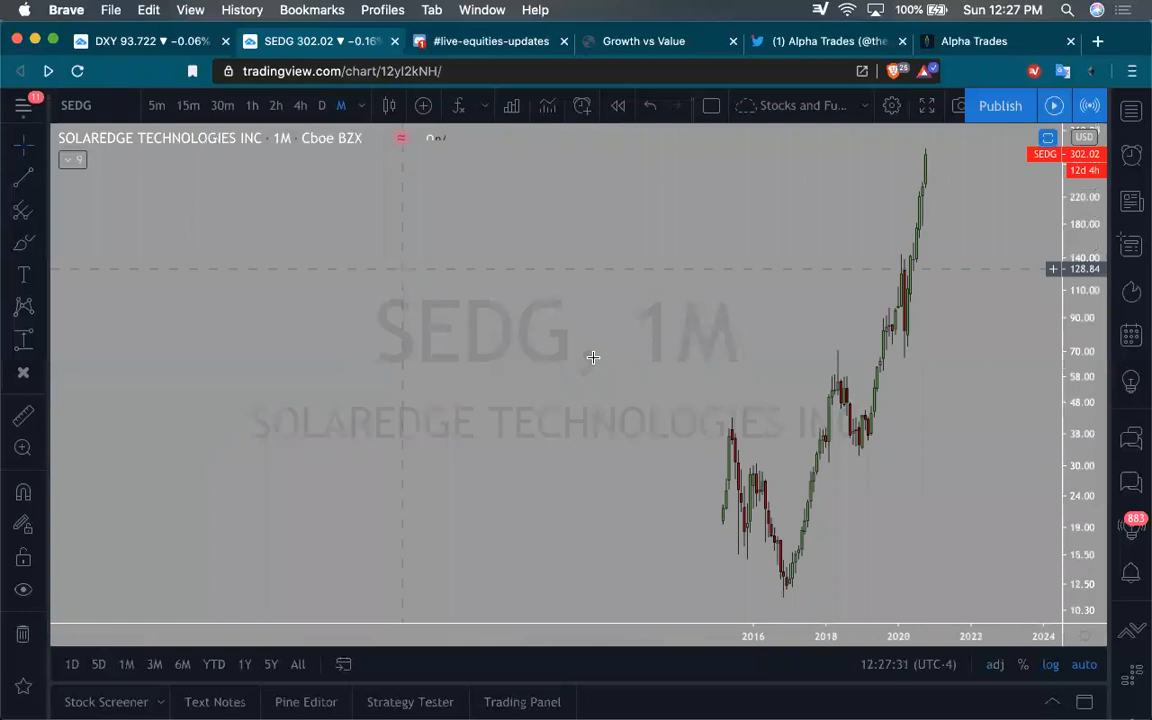 Brave File Edit View History Bookmarks Profiles Tab Window Help 100% Sun 12:27 PM
DXY 93.722 ▼ −0.06% SEDG 302.02 ▼ −0.16% #live-equities-updates Growth vs Value (1) Alpha Trades (@the Alpha Trades
tradingview.com/chart/12yI2kNH/ 25
11 SEDG 5m 15m 30m 1h 2h 4h D M Stocks and Fu... Publish
SOLAREDGE TECHNOLOGIES INC · 1M · Cboe BZX USD
SEDG 302.02
9
12d 4h
220.00
180.00
140.00
128.84
110.00
SEDG, 1M
90.00
70.00
58.00
48.00
SOLAREDGE TECHNOLOGIES INC
38.00
30.00
24.00
883
19.00
15.50
12.50
10.30
2016 2018 2020 2022 2024
1D 5D 1M 3M 6M YTD 1Y 5Y All 12:27:31 (UTC-4) adj % log auto
Stock Screener Text Notes Pine Editor Strategy Tester Trading Panel